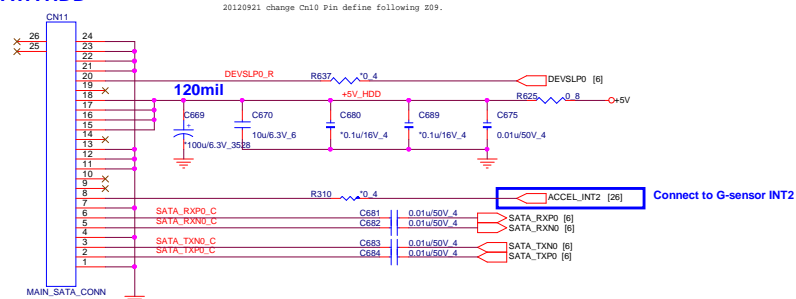 20120921 change Cn10 Pin define following Z09.
CN11
26
25
24
23
22
21
20
19
18
17
16
15
14
13
12
11
10
9
8
7
6
5
4
3
2
1
MAIN_SATA_CONN
DEVSLP0_R
R637
*0_4
DEVSLP0 [6]
120mil
+5V_HDD
R625
0_8
+5V
C669
+
*100u/6.3V_3528
C670
10u/6.3V_6
C680
*0.1u/16V_4
C689
*0.1u/16V_4
C675
0.01u/50V_4
R310
*0_4
ACCEL_INT2 [26]
Connect to G-sensor INT2
SATA_RXP0_C
C681
0.01u/50V_4
SATA_RXP0 [6]
SATA_RXN0_C
C682
0.01u/50V_4
SATA_RXN0 [6]
SATA_TXN0_C
C683
0.01u/50V_4
SATA_TXN0 [6]
SATA_TXP0_C
C684
0.01u/50V_4
SATA_TXP0 [6]